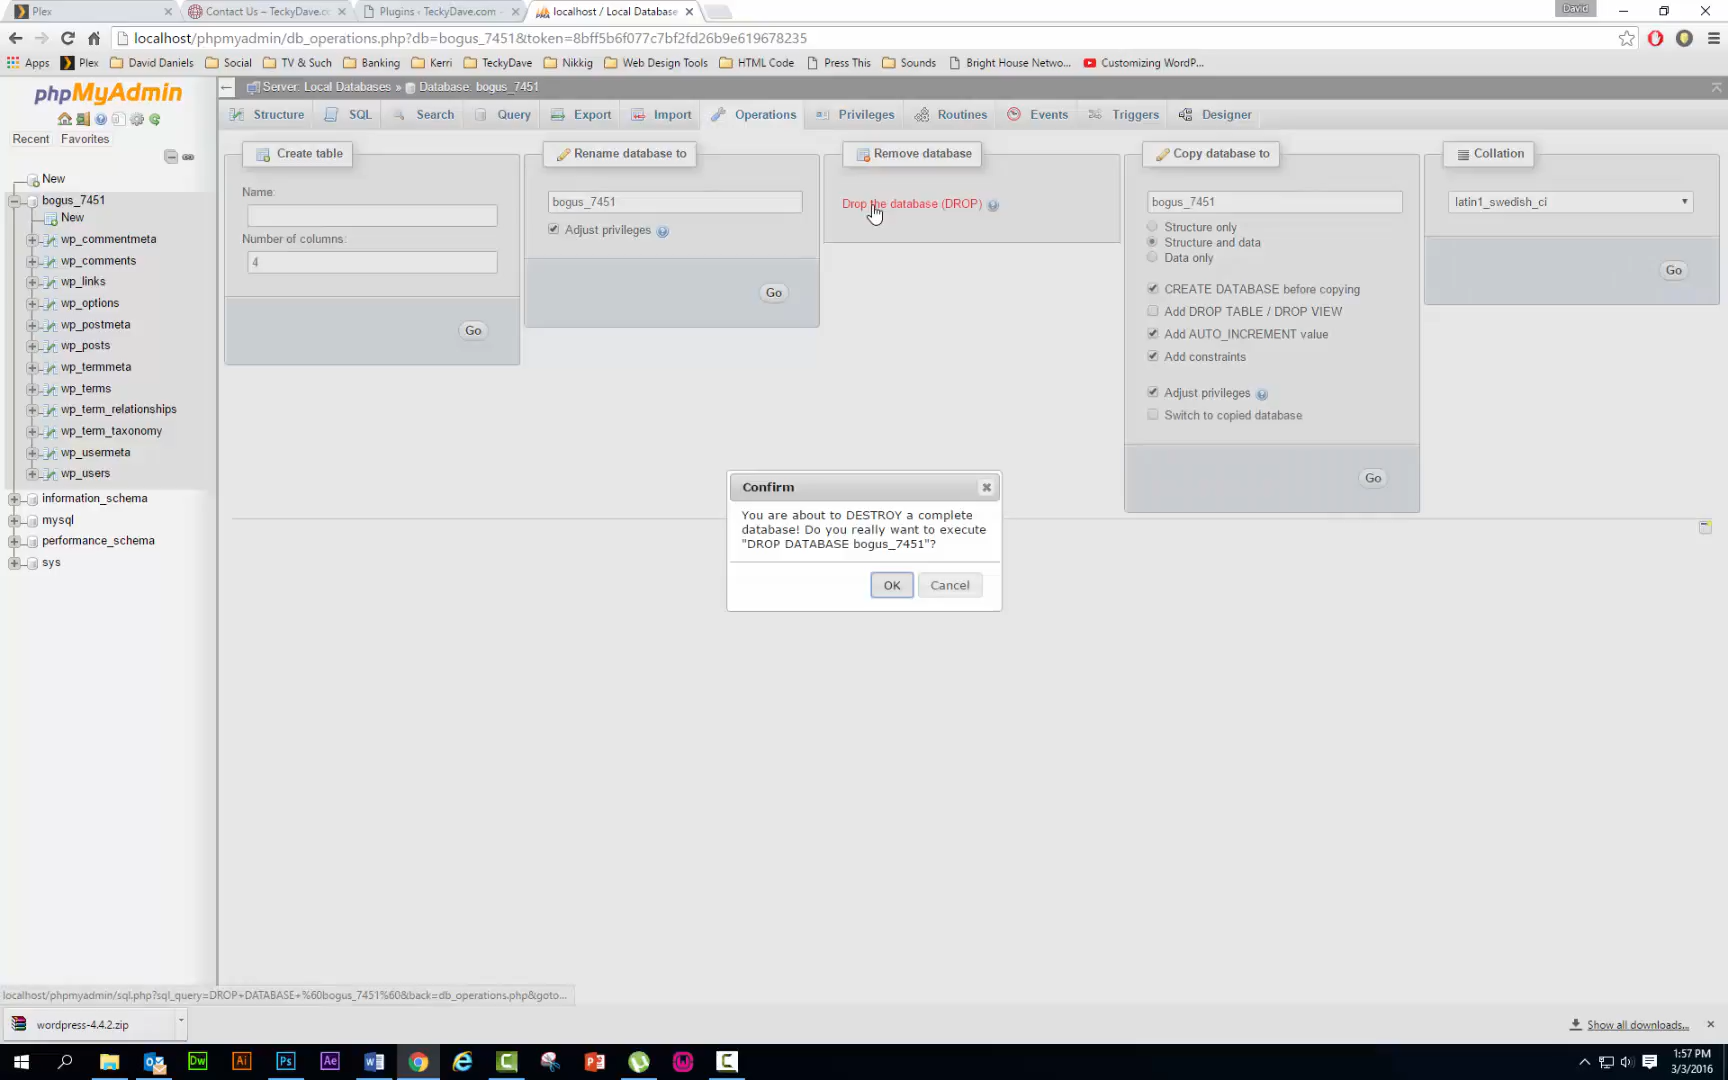 Plex
Contact Us – TeckyDave.c
Plugins ‹ TeckyDave.com
localhost / Local Database
David
localhost/phpmyadmin/db_operations.php?db=bogus_7451&token=8bff5b6f077c7bf2fd26b9e619678235
Apps Plex David Daniels Social TV & Such Banking Kerri TeckyDave Nikkig Web Design Tools HTML Code Press This Sounds Bright House Netwo... Customizing WordP...
phpMyAdmin
Recent Favorites
Server: Local Databases » Database: bogus_7451
Structure SQL Search Query Export Import Operations Privileges Routines Events Triggers Designer
New
bogus_7451
New
wp_commentmeta
wp_comments
wp_links
wp_options
wp_postmeta
wp_posts
wp_termmeta
wp_terms
wp_term_relationships
wp_term_taxonomy
wp_usermeta
wp_users
information_schema
mysql
performance_schema
sys
Create table
Name:
Number of columns:
4
Go
Rename database to
bogus_7451
Adjust privileges
Go
Remove database
Drop the database (DROP)
Copy database to
bogus_7451
Structure only
Structure and data
Data only
CREATE DATABASE before copying
Add DROP TABLE / DROP VIEW
Add AUTO_INCREMENT value
Add constraints
Adjust privileges
Switch to copied database
Go
Collation
latin1_swedish_ci
Go
Confirm
You are about to DESTROY a complete
database! Do you really want to execute
"DROP DATABASE bogus_7451"?
OK Cancel
localhost/phpmyadmin/sql.php?sql_query=DROP+DATABASE+%60bogus_7451%60&back=db_operations.php&goto...
wordpress-4.4.2.zip
Show all downloads...
Dw Ai Ps Ae
1:57 PM
3/3/2016